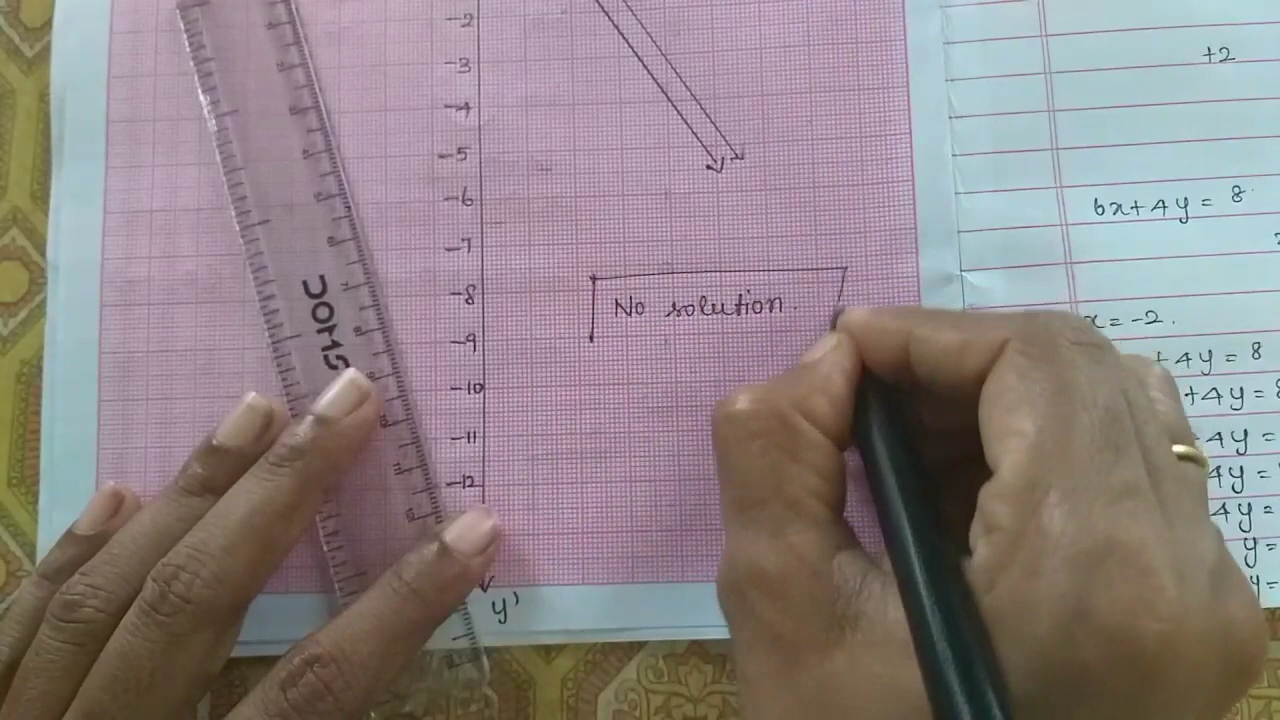 -2
-3
-4
-5
-6
-7
-8
-9
-10
-11
-12
y'
No solution.
+2
6x+4y = 8
x = -2.
+4y = 8
+4y = 8
4y =
4y =
4y =
y =
y =